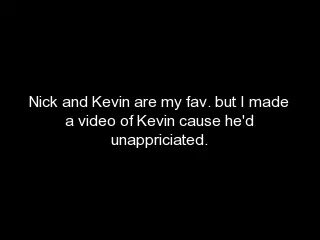 Nick and Kevin are my fav. but I made
a video of Kevin cause he'd
unappriciated.